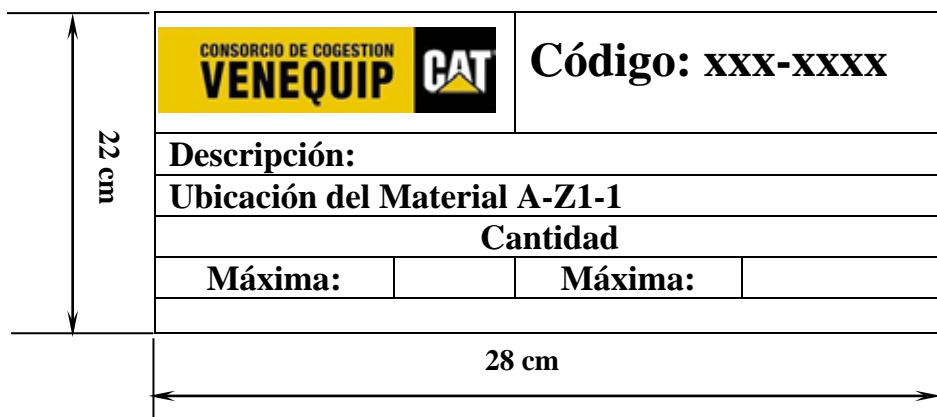 CONSORCIO DE COGESTION
VENEQUIP CAT
Código: xxx-xxxx
22 cm
Descripción:
Ubicación del Material A-Z1-1
Cantidad
Máxima: Máxima:
28 cm